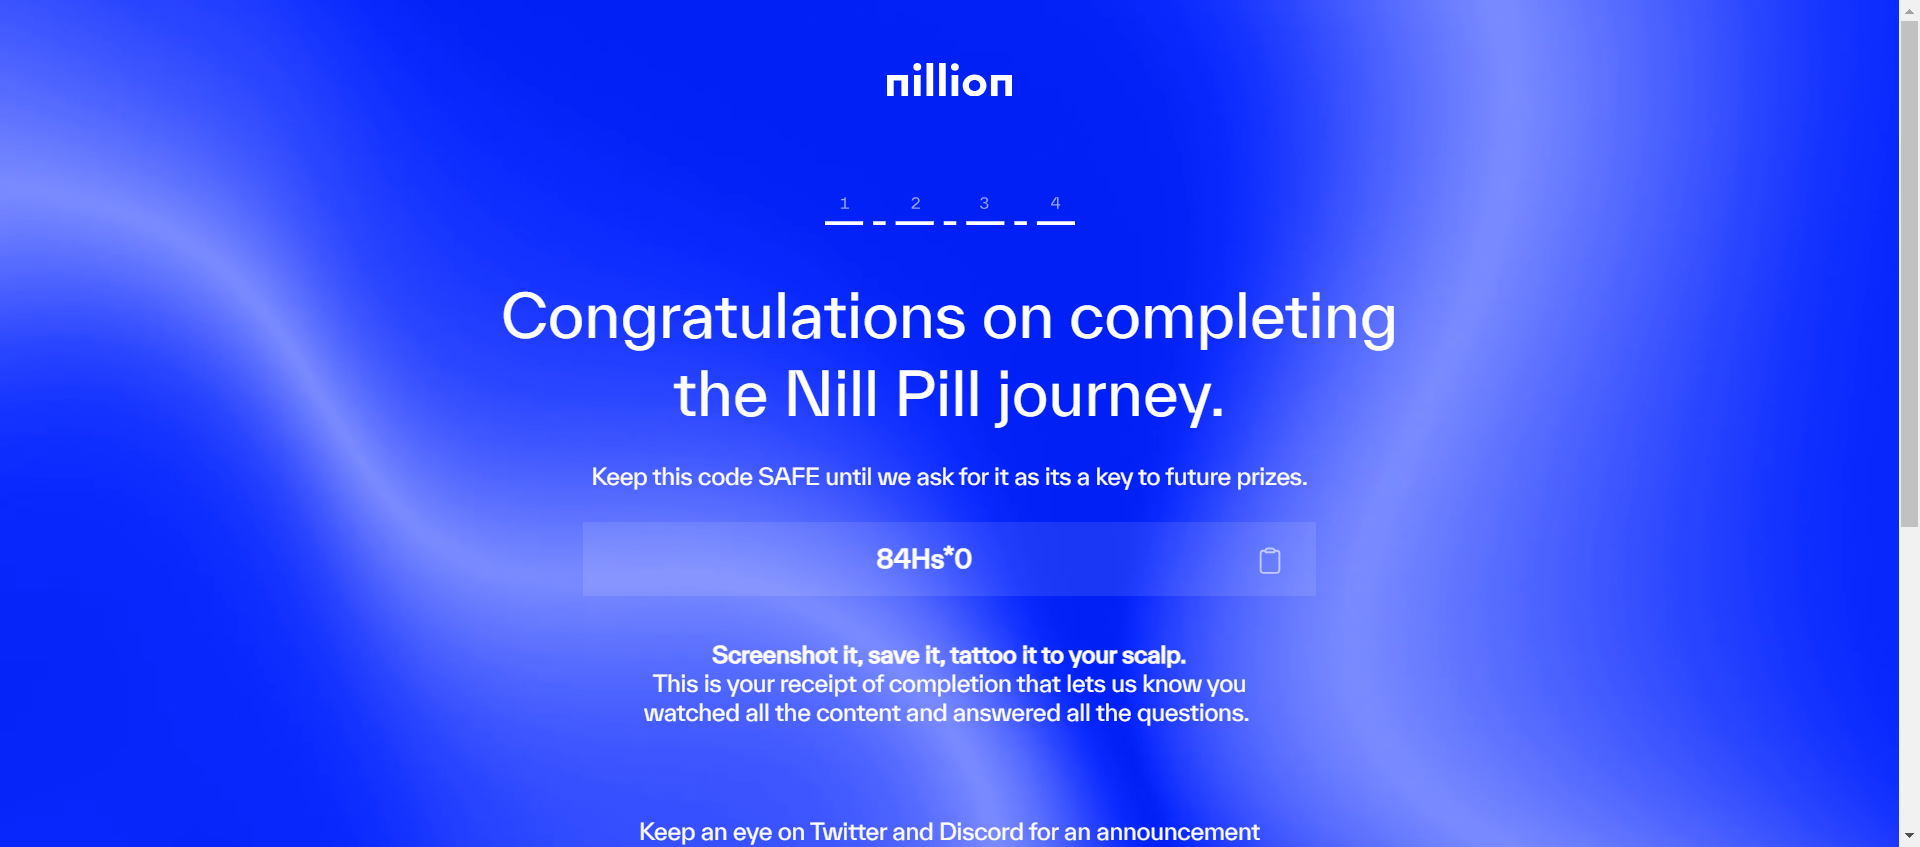 nillion
1 2 3 4
Congratulations on completing
the Nill Pill journey.
Keep this code SAFE until we ask for it as its a key to future prizes.
84Hs*0
Screenshot it, save it, tattoo it to your scalp.
This is your receipt of completion that lets us know you
watched all the content and answered all the questions.
Keep an eye on Twitter and Discord for an announcement